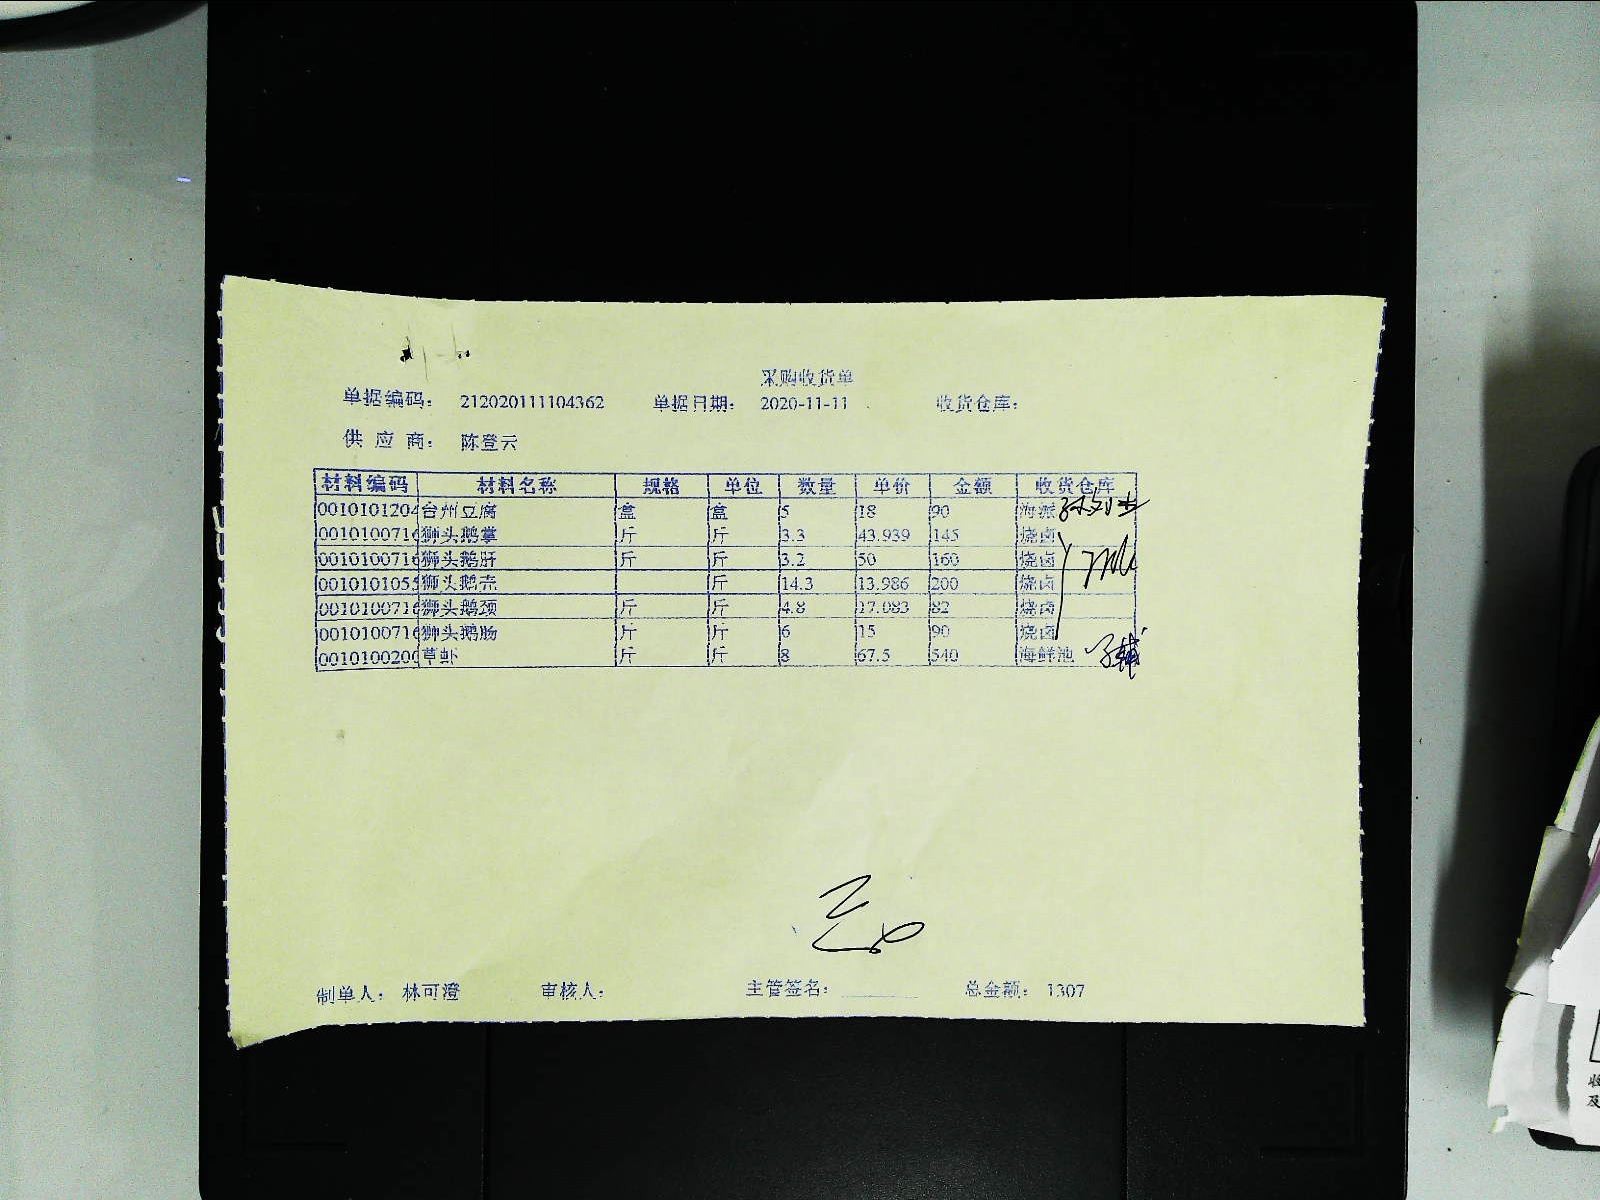 采购收货单
单据编码： 212020111104362 单据日期： 2020-11-11 收货仓库：
供 应 商： 陈登云
材料编码 材料名称 规格 单位 数量 单价 金额 收货仓库
0010101204 台州豆腐 盒 盒 5 18 90
001010071 狮头鹅掌 斤 斤 3.3 43.939 145 烧卤
001010071 狮头鹅肝 斤 斤 3.2 50 160 烧卤
001010105 狮头鹅壳 斤 14.3 13.986 200 烧卤
001010071 狮头鹅颈 斤 斤 4.8 17.083 82 烧卤
001010071 狮头鹅肠 斤 斤 6 15 90 烧卤
001010020 草虾 斤 斤 8 67.5 540 海鲜池
制单人： 林可澄 审核人： 主管签名： 总金额： 1307